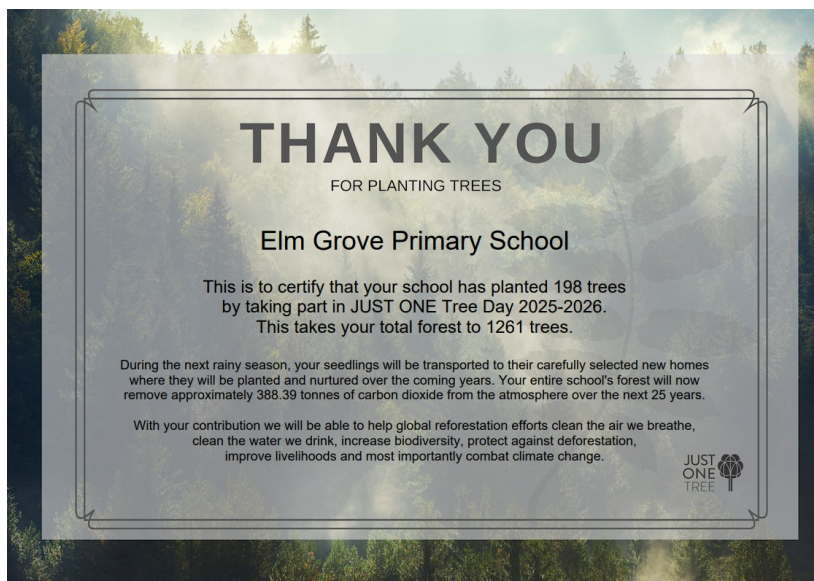 THANK YOU
FOR PLANTING TREES
Elm Grove Primary School
This is to certify that your school has planted 198 trees
by taking part in JUST ONE Tree Day 2025-2026.
This takes your total forest to 1261 trees.
During the next rainy season, your seedlings will be transported to their carefully selected new homes
where they will be planted and nurtured over the coming years. Your entire school's forest will now
remove approximately 388.39 tonnes of carbon dioxide from the atmosphere over the next 25 years.
With your contribution we will be able to help global reforestation efforts clean the air we breathe,
clean the water we drink, increase biodiversity, protect against deforestation,
improve livelihoods and most importantly combat climate change.
JUST
ONE
TREE